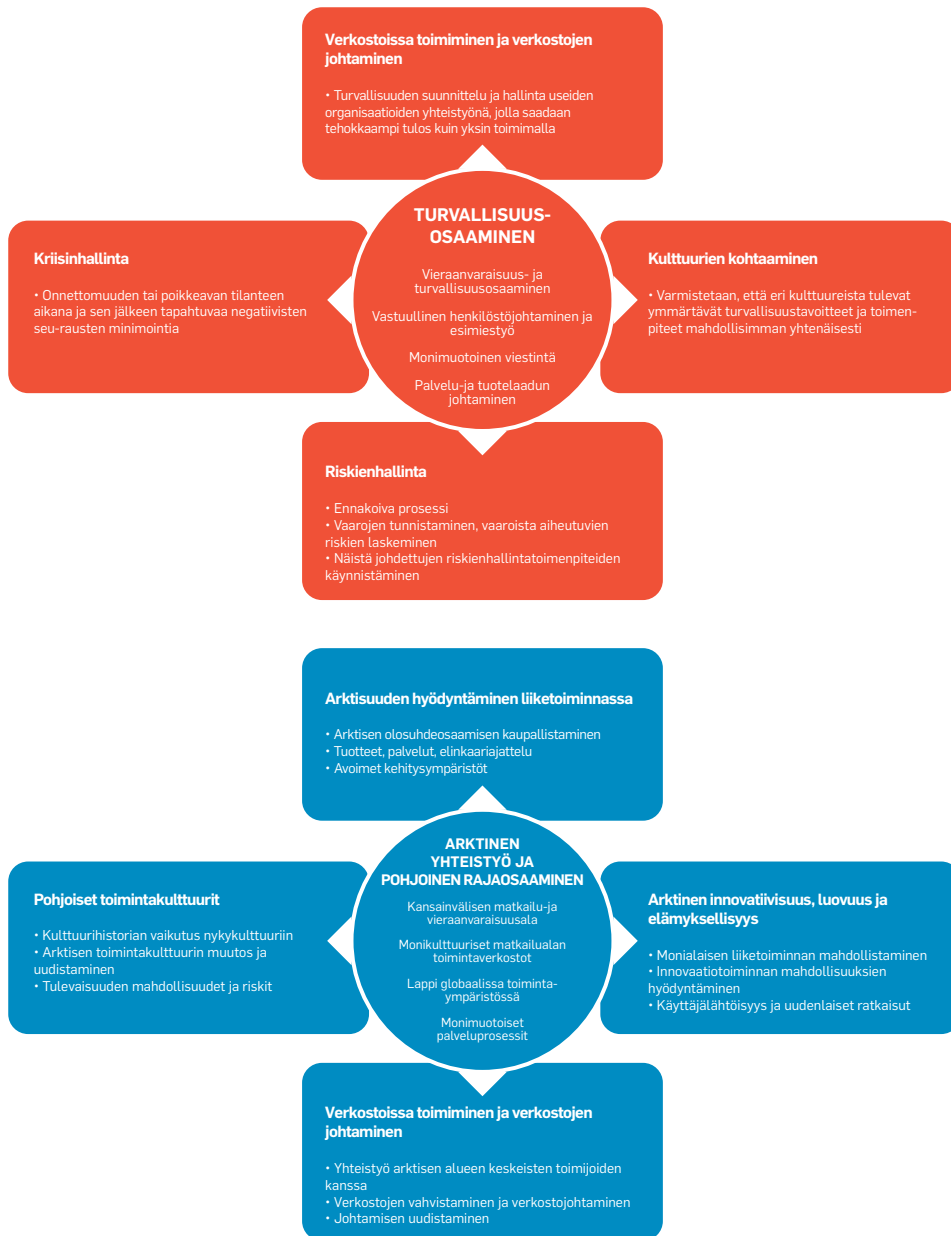 Verkostoissa toimiminen ja verkostojen
johtaminen
• Turvallisuuden suunnittelu ja hallinta useiden
organisaatioiden yhteistyönä, jolla saadaan
tehokkaampi tulos kuin yksin toimimalla
Kriisinhallinta
• Onnettomuuden tai poikkeavan tilanteen
aikana ja sen jälkeen tapahtuvaa negatiivisten
seu-rausten minimointia
TURVALLISUUS-
OSAAMINEN
Vieraanvaraisuus- ja
turvallisuusosaaminen
Vastuullinen henkilöstöjohtaminen ja
esimiestyö
Monimuotoinen viestintä
Palvelu-ja tuotelaadun
johtaminen
Kulttuurien kohtaaminen
• Varmistetaan, että eri kulttuureista tulevat
ymmärtävät turvallisuustavoitteet ja toimen-
piteet mahdollisimman yhtenäisesti
Riskienhallinta
• Ennakoiva prosessi
• Vaarojen tunnistaminen, vaaroista aiheutuvien
riskien laskeminen
• Näistä johdettujen riskienhallintatoimenpiteiden
käynnistäminen
Arktisuuden hyödyntäminen liiketoiminnassa
• Arktisen olosuhdeosaamisen kaupallistaminen
• Tuotteet, palvelut, elinkaariajattelu
• Avoimet kehitysympäristöt
Pohjoiset toimintakulttuurit
• Kulttuurihistorian vaikutus nykykulttuuriin
• Arktisen toimintakulttuurin muutos ja
uudistaminen
• Tulevaisuuden mahdollisuudet ja riskit
ARKTINEN
YHTEISTYÖ JA
POHJOINEN RAJAOSAAMINEN
Kansainvälisen matkailu-ja
vieraanvaraisuusala
Monikulttuuriset matkailualan
toimintaverkostot
Lappi globaalissa toiminta-
ympäristössä
Monimuotoiset
palveluprosessit
Arktinen innovatiivisuus, luovuus ja
elämyksellisyys
• Monialaisen liiketoiminnan mahdollistaminen
• Innovaatiotoiminnan mahdollisuuksien
hyödyntäminen
• Käyttäjälähtöisyys ja uudenlaiset ratkaisut
Verkostoissa toimiminen ja verkostojen
johtaminen
• Yhteistyö arktisen alueen keskeisten toimijoiden
kanssa
• Verkostojen vahvistaminen ja verkostojohtaminen
• Johtamisen uudistaminen